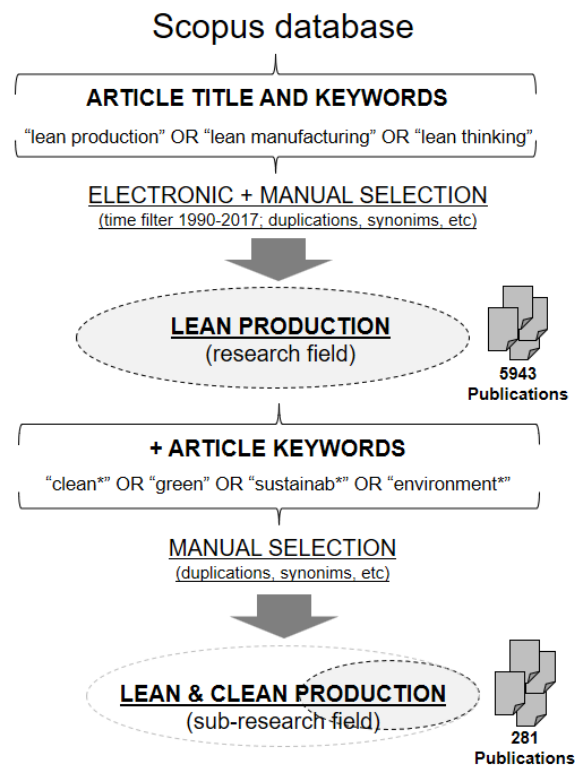 Scopus database
ARTICLE TITLE AND KEYWORDS
“lean production” OR “lean manufacturing” OR “lean thinking”
ELECTRONIC + MANUAL SELECTION
(time filter 1990-2017; duplications, synonims, etc)
LEAN PRODUCTION
(research field)
5943
Publications
+ ARTICLE KEYWORDS
“clean*” OR “green” OR “sustainab*” OR “environment*”
MANUAL SELECTION
(duplications, synonims, etc)
LEAN & CLEAN PRODUCTION
(sub-research field)
281
Publications